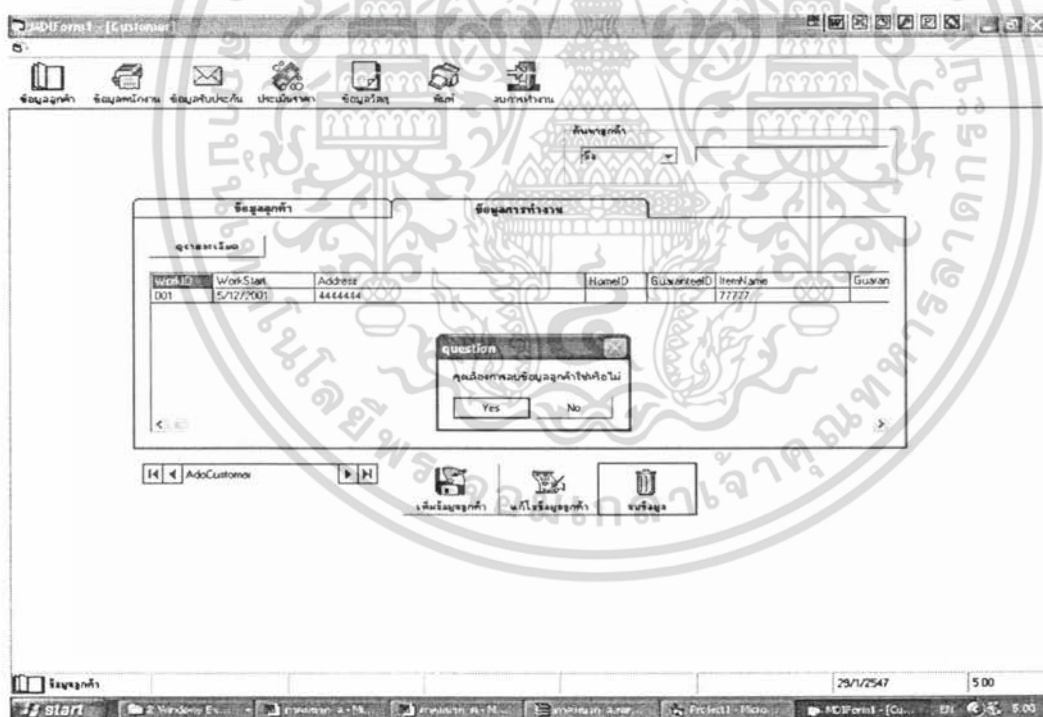 MDIForm1 - [Customer]
ข้อมูลลูกค้า ข้อมูลพนักงาน ข้อมูลรับประกัน ประเมินราคา ข้อมูลวัสดุ พิมพ์ จบการทำงาน
ค้นหาลูกค้า
ชื่อ
ข้อมูลลูกค้า ข้อมูลการทำงาน
ดูรายละเอียด
WorkID WorkStart Address HomeID GuaranteeID ItemName Guaran
001 5/12/2001 4444444 77777
question
คุณต้องการลบข้อมูลลูกค้าใช่หรือไม่
Yes No
AdoCustomer
เพิ่มข้อมูลลูกค้า แก้ไขข้อมูลลูกค้า ลบข้อมูล
ข้อมูลลูกค้า 29/1/2547 5:00
start 2 Windows Ex... Project1 - Micro... MDIForm1 - [Cu... EN 5:00